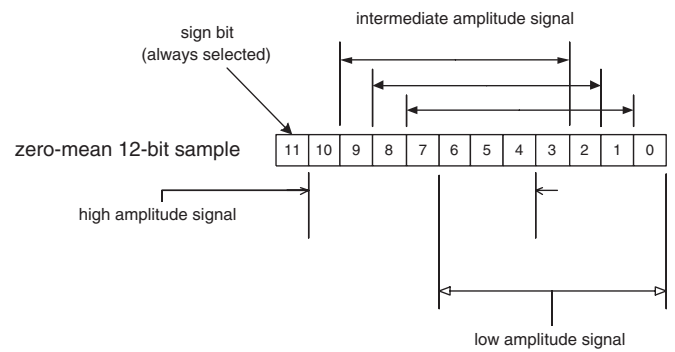 intermediate amplitude signal
sign bit
(always selected)
zero-mean 12-bit sample
11 10 9 8 7 6 5 4 3 2 1 0
high amplitude signal
low amplitude signal